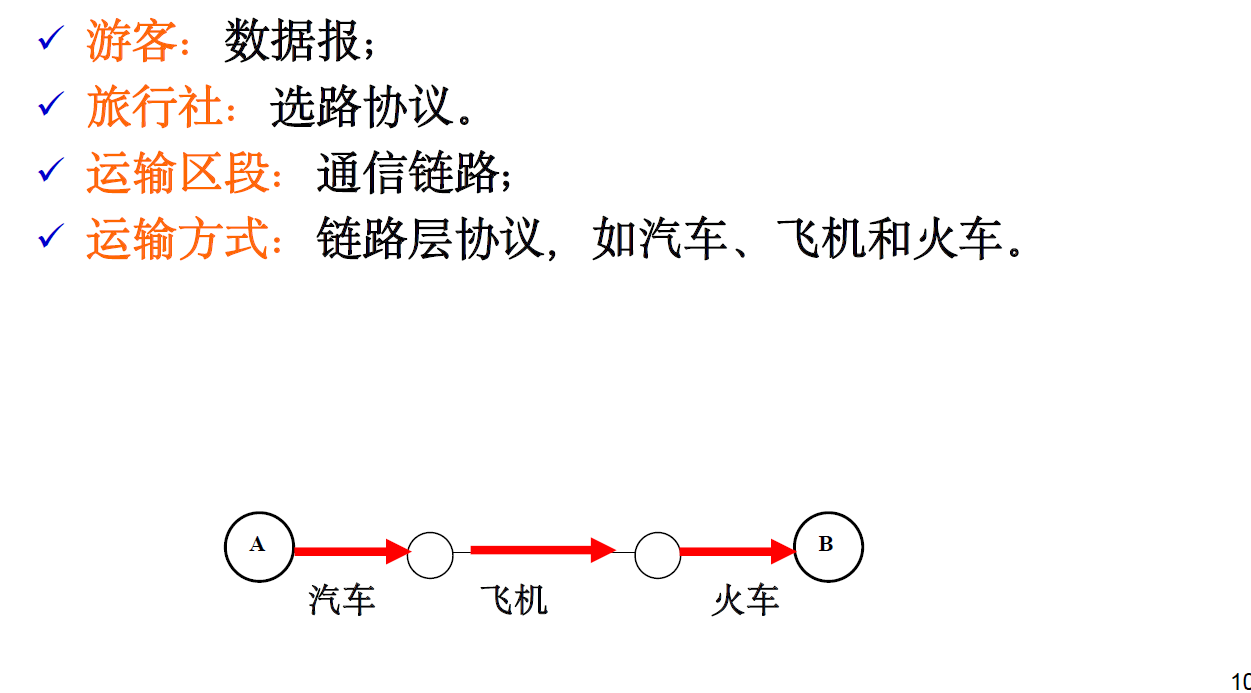 ✓ 游客：数据报；
✓ 旅行社：选路协议。
✓ 运输区段：通信链路；
✓ 运输方式：链路层协议，如汽车、飞机和火车。
A B
汽车 飞机 火车